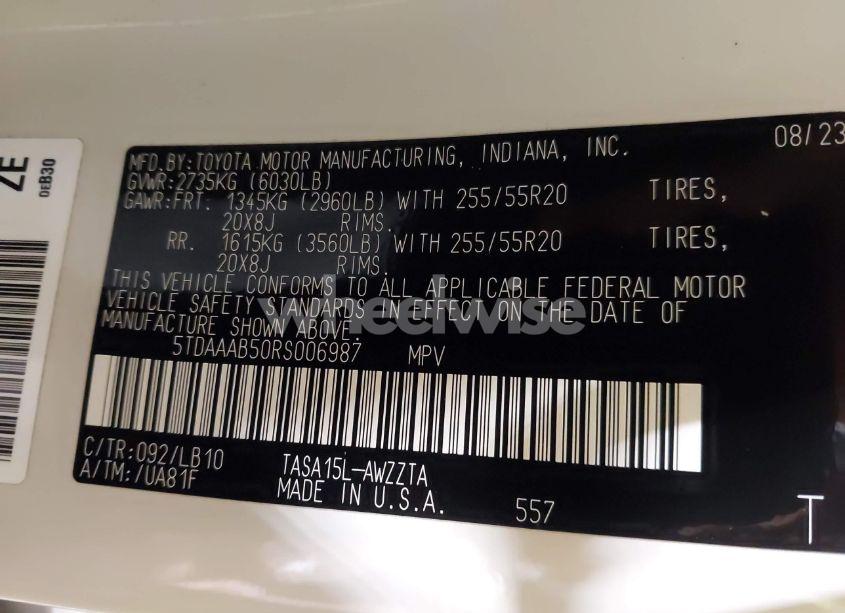 ZE
0EB30
MFD.BY:TOYOTA MOTOR MANUFACTURING, INDIANA, INC. 08/23
GVWR:2735KG (6030LB)
GAWR:FRT. 1345KG (2960LB) WITH 255/55R20 TIRES,
20X8J RIMS.
RR. 1615KG (3560LB) WITH 255/55R20 TIRES,
20X8J RIMS.
THIS VEHICLE CONFORMS TO ALL APPLICABLE FEDERAL MOTOR
VEHICLE SAFETY STANDARDS IN EFFECT ON THE DATE OF
MANUFACTURE SHOWN ABOVE.
wheelwise
5TDAAAB50RS006987 MPV
C/TR:092/LB10 TASA15L-AWZZTA
A/TM:/UA81F MADE IN U.S.A. 557
T